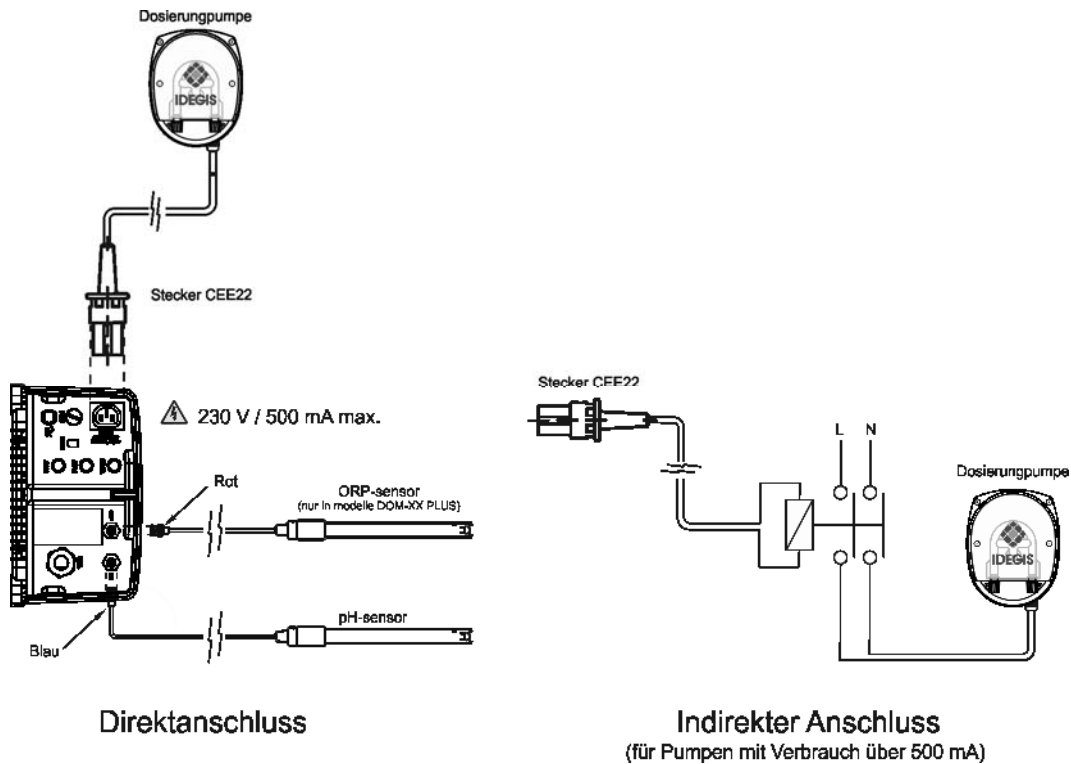 Dosierungpumpe
IDEGIS
Stecker CEE22
230 V / 500 mA max.
Rot
ORP-sensor
(nur in modelle DOM-XX PLUS)
pH-sensor
Blau
Direktanschluss
Stecker CEE22
L N
Dosierungpumpe
IDEGIS
Indirekter Anschluss
(für Pumpen mit Verbrauch über 500 mA)